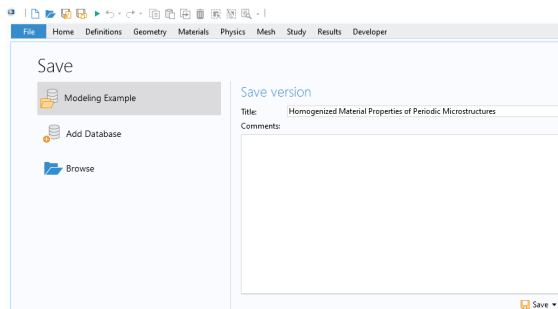 File Home Definitions Geometry Materials Physics Mesh Study Results Developer
Save
Modeling Example
Add Database
Browse
Save version
Title: Homogenized Material Properties of Periodic Microstructures
Comments:
Save